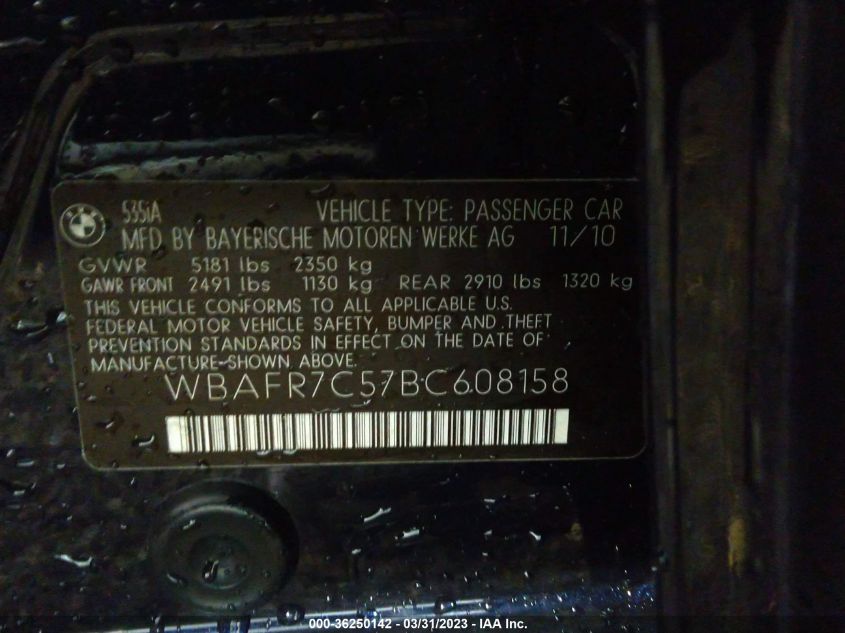 BMW
535iA VEHICLE TYPE: PASSENGER CAR
MFD BY BAYERISCHE MOTOREN WERKE AG 11/10
GVWR 5181 lbs 2350 kg
GAWR FRONT 2491 lbs 1130 kg REAR 2910 lbs 1320 kg
THIS VEHICLE CONFORMS TO ALL APPLICABLE U.S.
FEDERAL MOTOR VEHICLE SAFETY, BUMPER AND THEFT
PREVENTION STANDARDS IN EFFECT ON THE DATE OF
MANUFACTURE SHOWN ABOVE.
WBAFR7C57BC608158
000-36250142 - 03/31/2023 - IAA Inc.